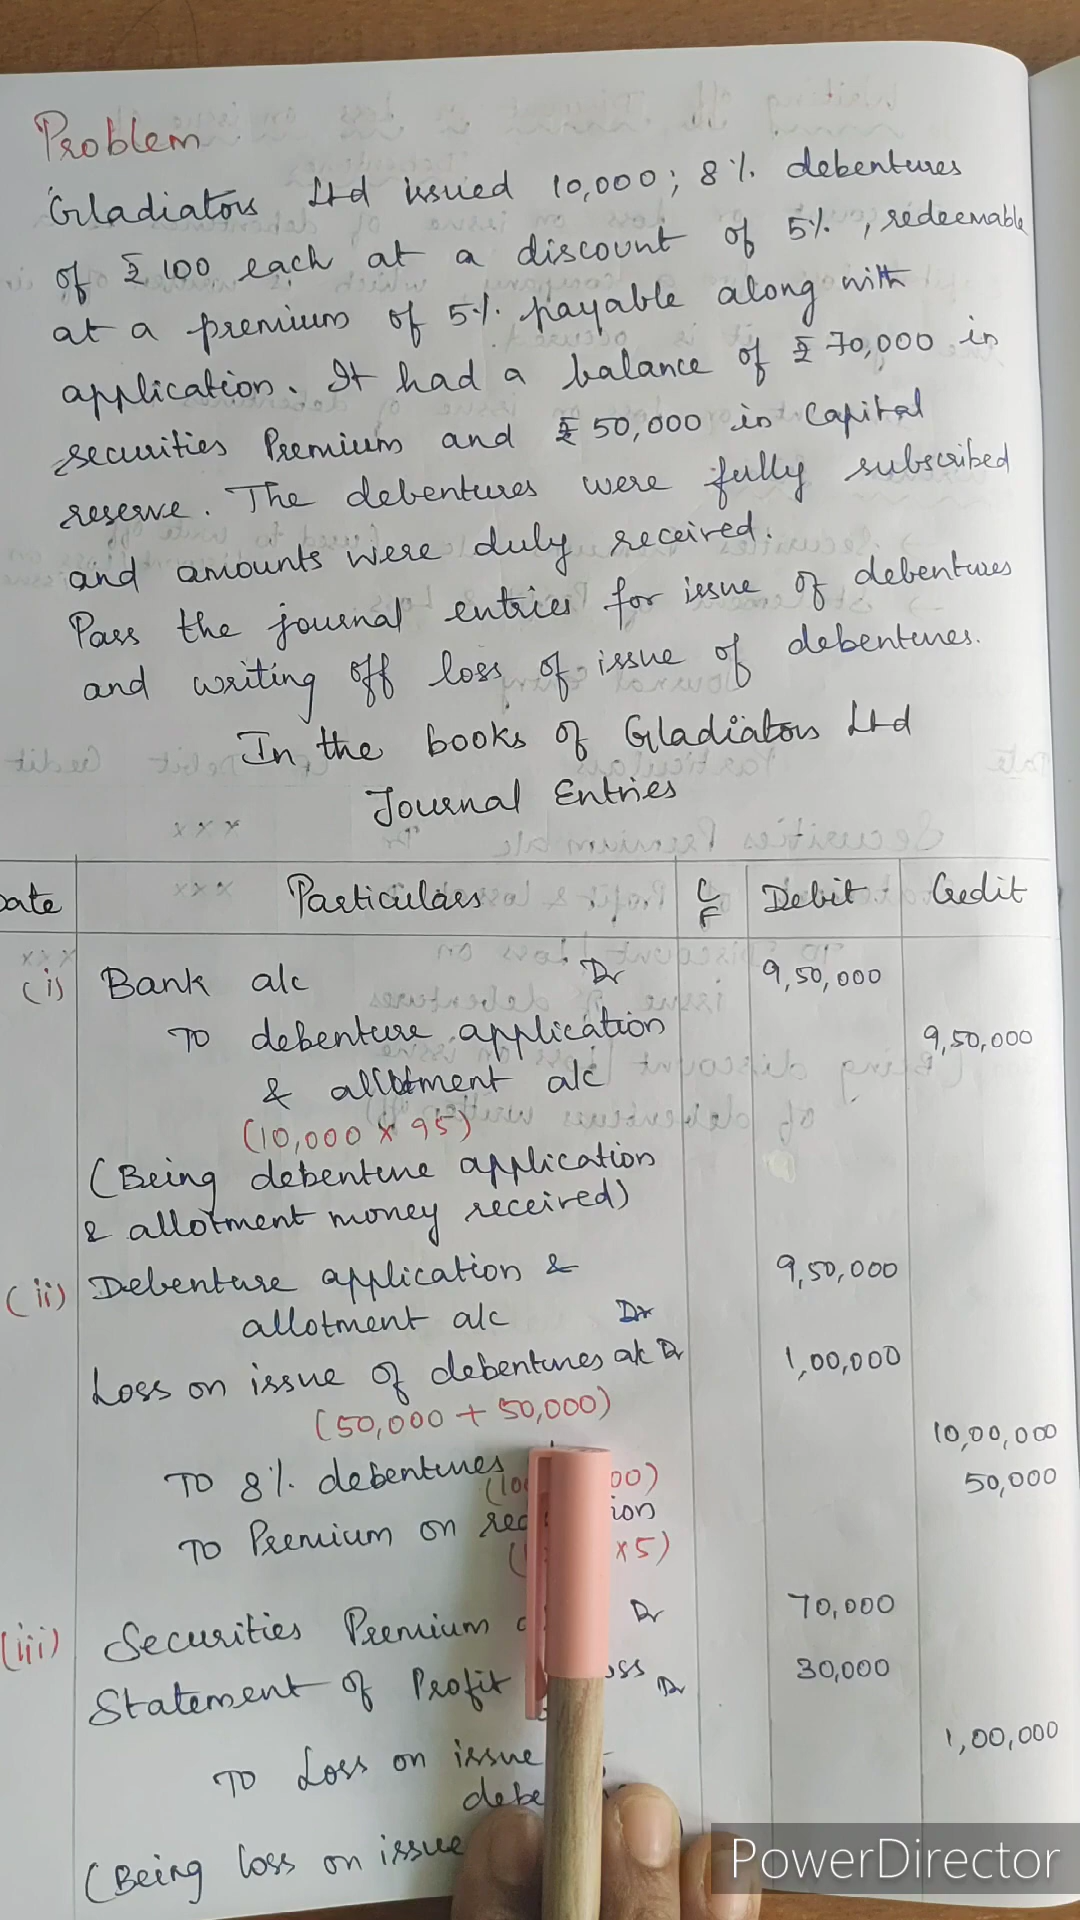 Problem
Gladiators Ltd issued 10,000; 8% debentures
of ₹ 100 each at a discount of 5%, redeemable
at a premium of 5% payable along with
application. It had a balance of ₹ 70,000 in
securities Premium and ₹ 50,000 in Capital
reserve. The debentures were fully subscribed
and amounts were duly received.
Pass the journal entries for issue of debentures
and writing off loss of issue of debentures.
In the books of Gladiators Ltd
Journal Entries
Date Particulars LF Debit Credit
(i) Bank a/c Dr 9,50,000
To debenture application 9,50,000
& allotment a/c
(10,000 x 95)
(Being debenture application
& allotment money received)
(ii) Debenture application & 9,50,000
allotment a/c Dr
Loss on issue of debentures a/c Dr 1,00,000
(50,000 + 50,000)
To 8% debentures 10,00,000
To Premium on 50,000
x5)
(iii) Securities Premium Dr 70,000
Statement of Profit Dr 30,000
To Loss on issue 1,00,000
(Being loss on issue
PowerDirector